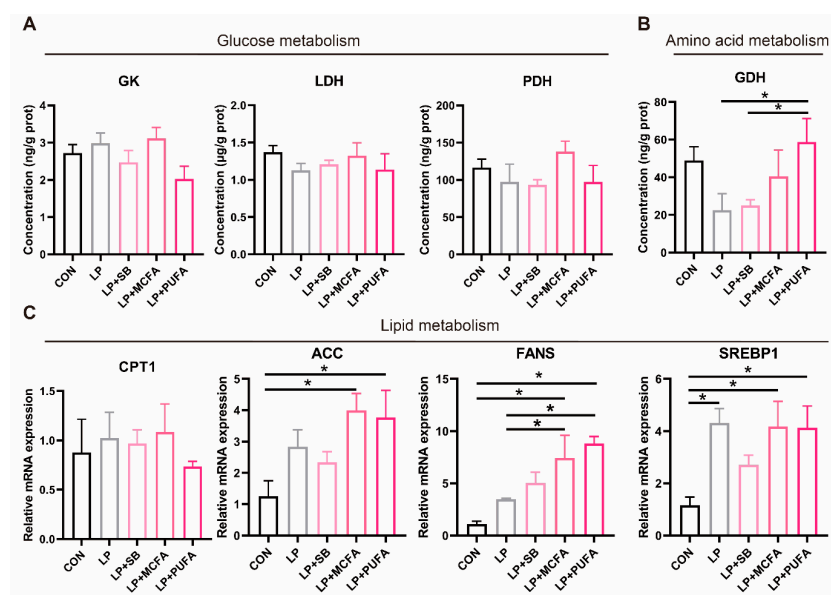 A
Glucose metabolism
B
Amino acid metabolism
GK
Concentration (ng/g prot)
4
3
2
1
0
CON
LP
LP+SB
LP+MCFA
LP+PUFA
LDH
Concentration (μg/g prot)
2.0
1.5
1.0
0.5
0.0
CON
LP
LP+SB
LP+MCFA
LP+PUFA
PDH
Concentration (ng/g prot)
200
150
100
50
0
CON
LP
LP+SB
LP+MCFA
LP+PUFA
GDH
*
*
Concentration (ng/g prot)
80
60
40
20
0
CON
LP
LP+SB
LP+MCFA
LP+PUFA
C
Lipid metabolism
CPT1
Relative mRNA expression
1.5
1.0
0.5
0.0
CON
LP
LP+SB
LP+MCFA
LP+PUFA
ACC
*
*
Relative mRNA expression
5
4
3
2
1
0
CON
LP
LP+SB
LP+MCFA
LP+PUFA
FANS
*
*
*
*
Relative mRNA expression
15
10
5
0
CON
LP
LP+SB
LP+MCFA
LP+PUFA
SREBP1
*
*
*
Relative mRNA expression
6
4
2
0
CON
LP
LP+SB
LP+MCFA
LP+PUFA